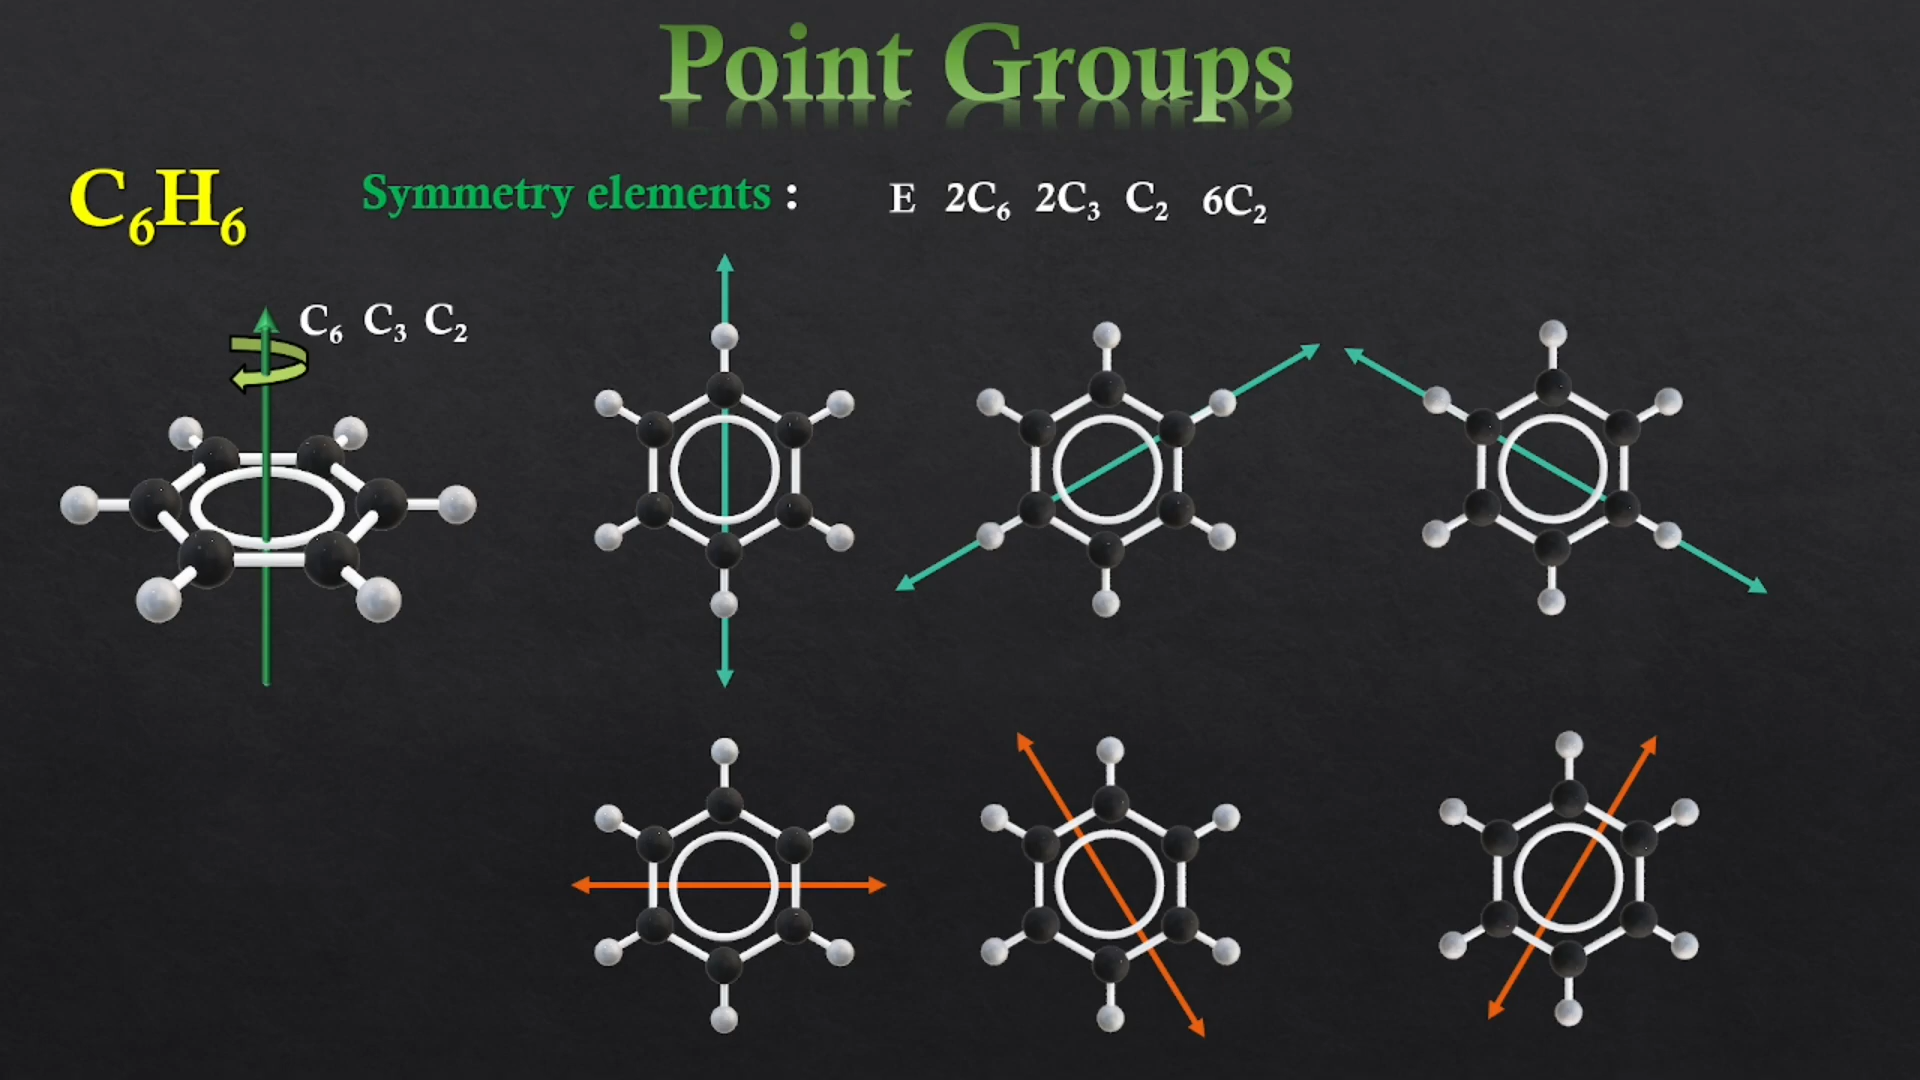 Point Groups
C₆H₆ Symmetry elements : E 2C₆ 2C₃ C₂ 6C₂
C₆ C₃ C₂